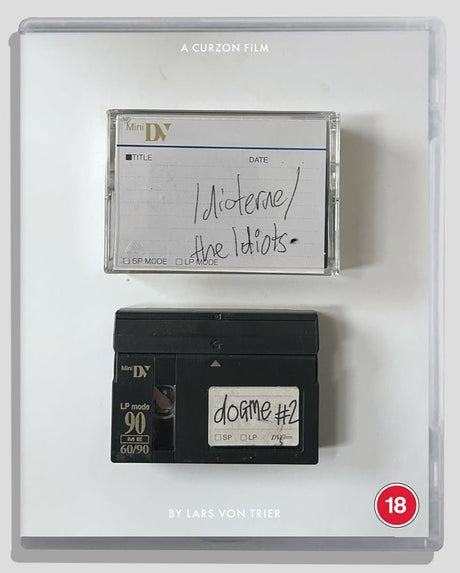 A CURZON FILM
Mini DV
TITLE DATE
Idioterne/
the Idiots.
SP MODE LP MODE
Mini DV
LP mode
90
ME
60/90
dOGME #2
SP LP
BY LARS VON TRIER
18